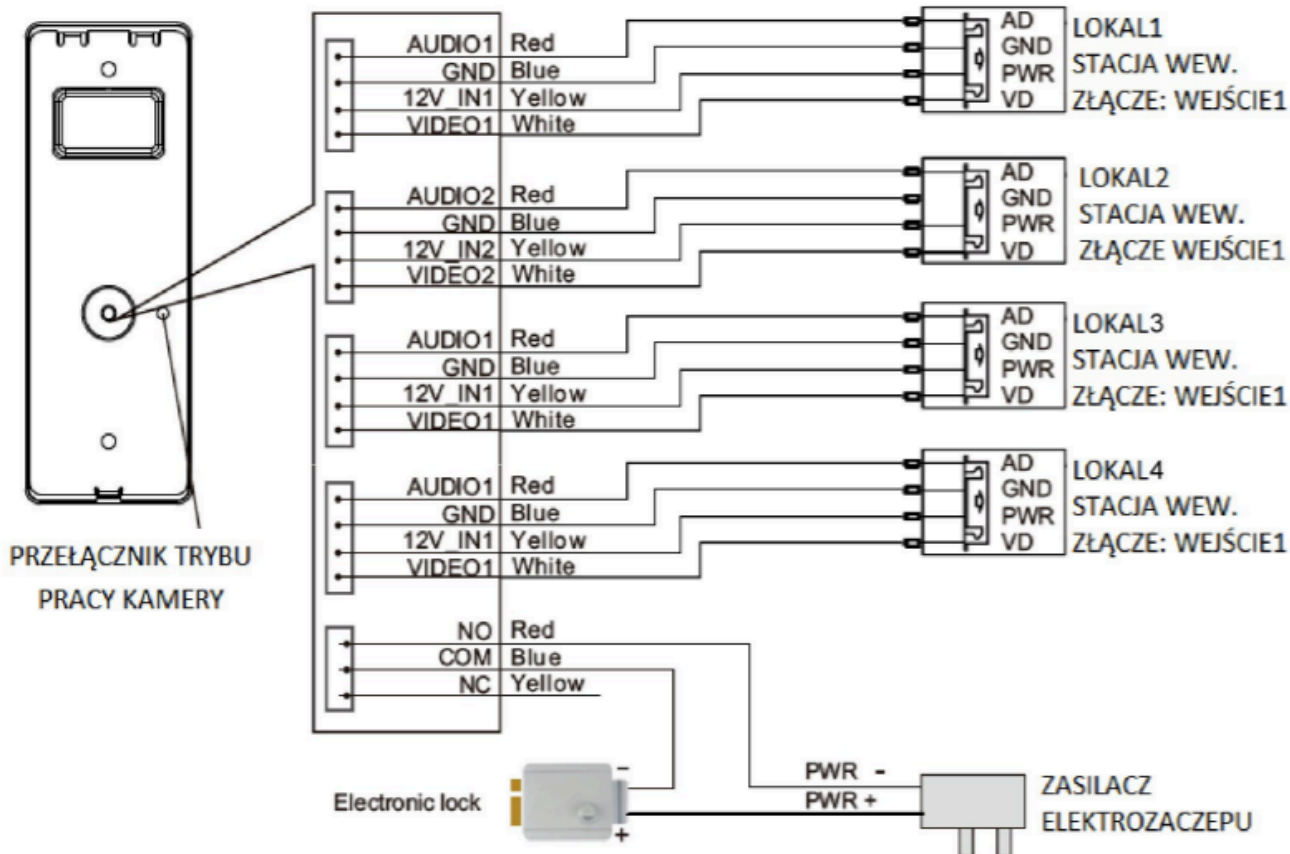 AUDIO1 Red
GND Blue
12V_IN1 Yellow
VIDEO1 White
AD
GND
PWR
VD
LOKAL1
STACJA WEW.
ZŁĄCZE: WEJŚCIE1
AUDIO2 Red
GND Blue
12V_IN2 Yellow
VIDEO2 White
AD
GND
PWR
VD
LOKAL2
STACJA WEW.
ZŁĄCZE WEJŚCIE1
AUDIO1 Red
GND Blue
12V_IN1 Yellow
VIDEO1 White
AD
GND
PWR
VD
LOKAL3
STACJA WEW.
ZŁĄCZE: WEJŚCIE1
AUDIO1 Red
GND Blue
12V_IN1 Yellow
VIDEO1 White
AD
GND
PWR
VD
LOKAL4
STACJA WEW.
ZŁĄCZE: WEJŚCIE1
PRZEŁĄCZNIK TRYBU
PRACY KAMERY
NO Red
COM Blue
NC Yellow
Electronic lock
−
+
PWR -
PWR +
ZASILACZ
ELEKTROZACZEPU